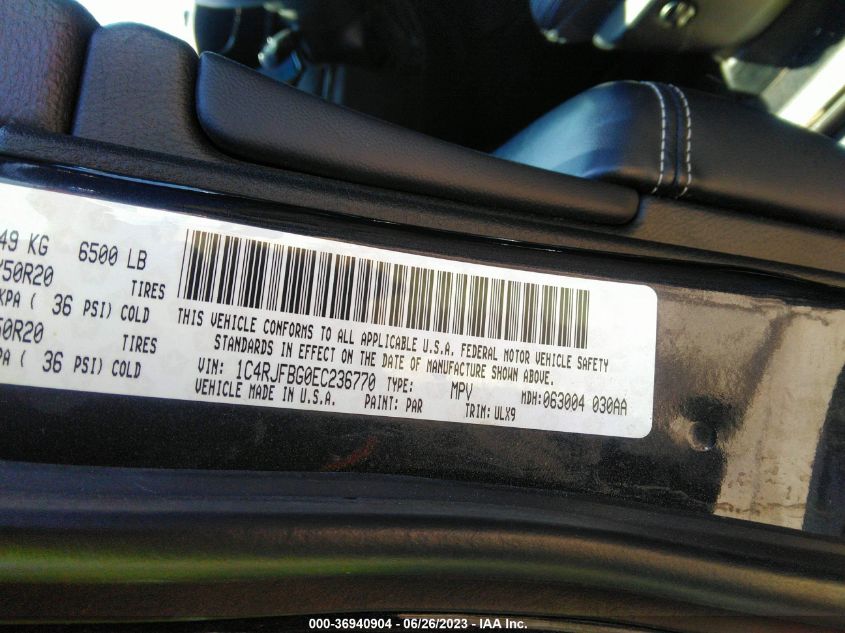 49 KG 6500 LB
50R20 TIRES
KPA ( 36 PSI) COLD
50R20 TIRES
PA ( 36 PSI) COLD
THIS VEHICLE CONFORMS TO ALL APPLICABLE U.S.A. FEDERAL MOTOR VEHICLE SAFETY
STANDARDS IN EFFECT ON THE DATE OF MANUFACTURE SHOWN ABOVE.
VIN: 1C4RJFBG0EC236770 TYPE: MPV MDH:063004 030AA
VEHICLE MADE IN U.S.A. PAINT: PAR TRIM:ULX9
000-36940904 - 06/26/2023 - IAA Inc.